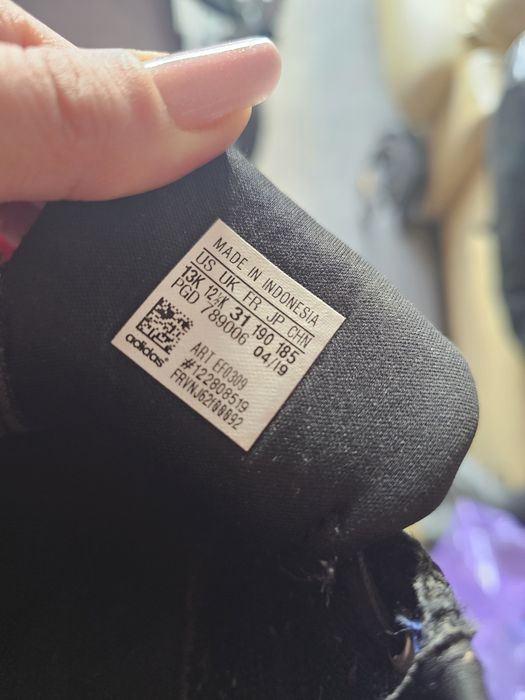 MADE IN INDONESIA
US UK FR JP CHN
13K 12½K 31 190 185
PGD 789006 04/19
ART EF0309
#122808519
adidas